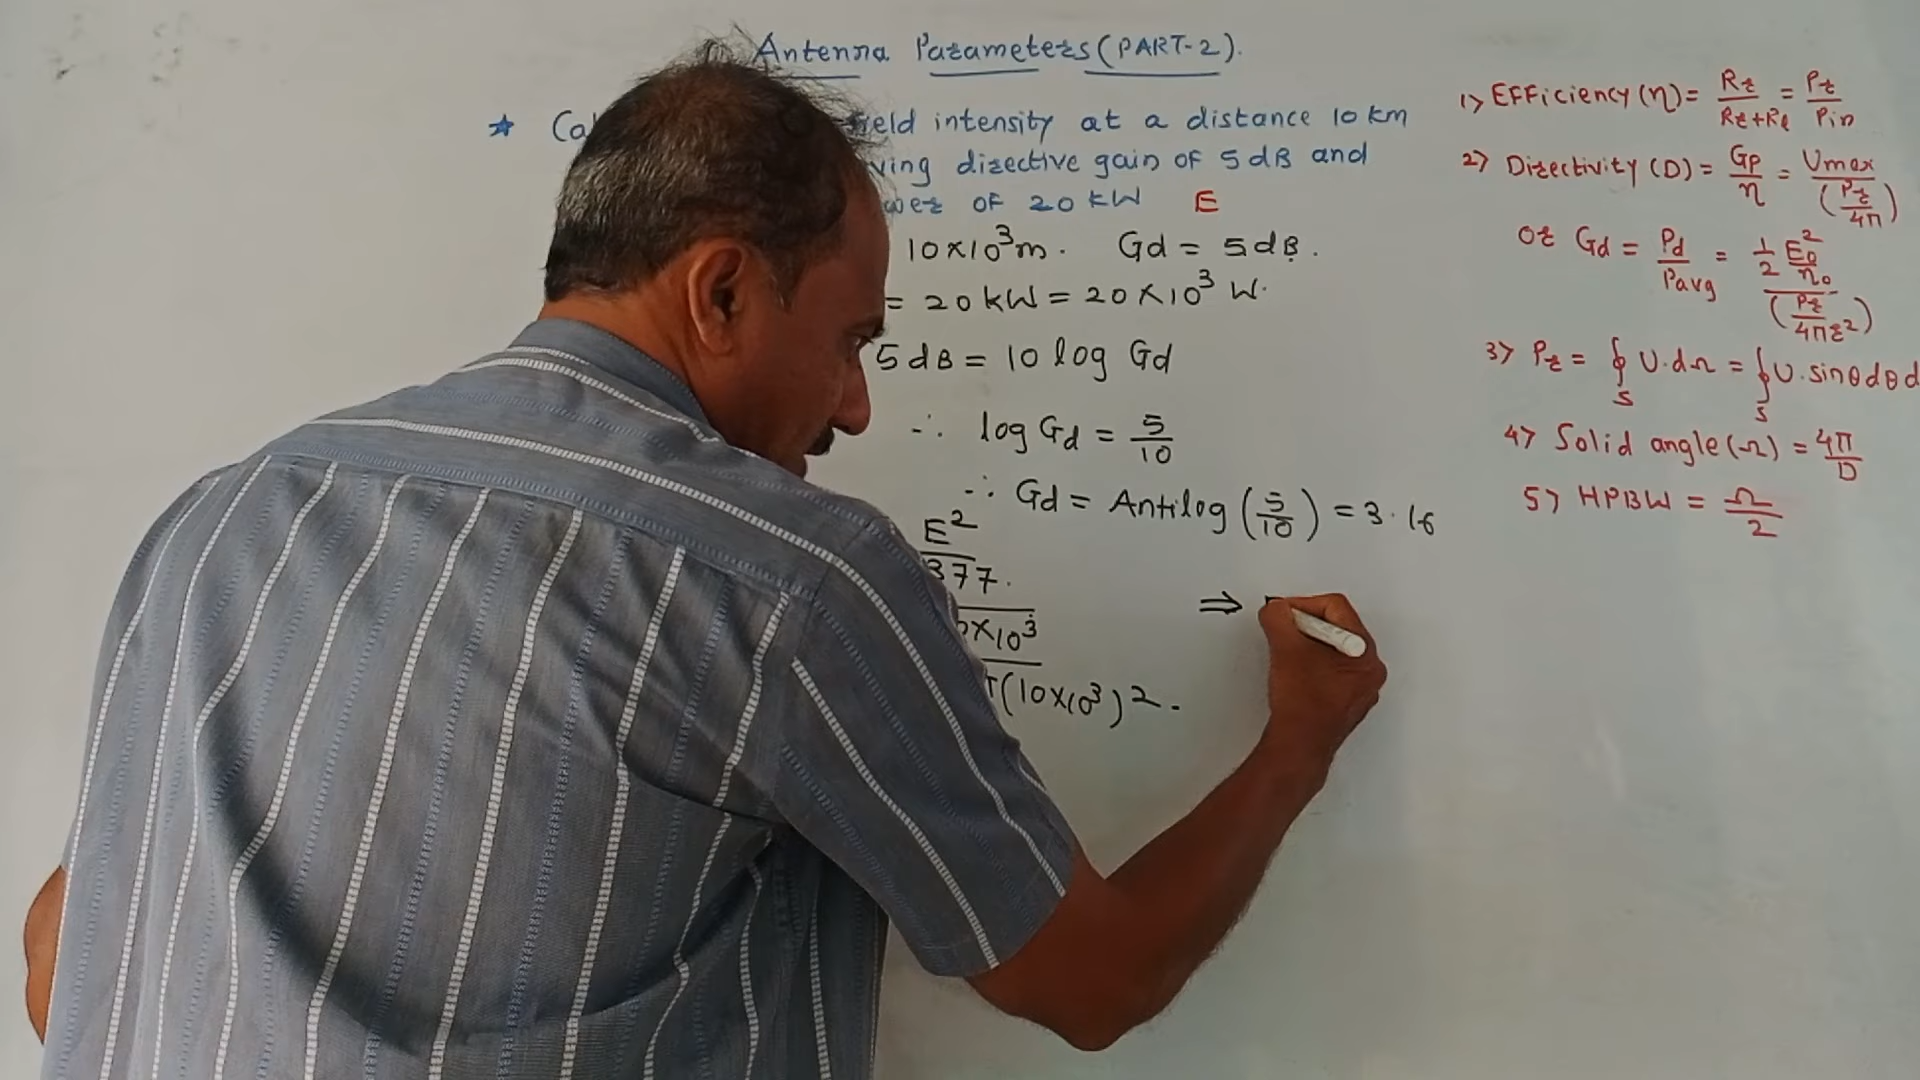 Antenna Parameters (PART-2).
★ Ca field intensity at a distance 10 km
ving directive gain of 5 dB and
wer of 20 kW E
10×10³m. Gd = 5 dB.
= 20 kW = 20 × 10³ W.
5 dB = 10 log Gd
∴ log Gd = 5/10
∴ Gd = Antilog (5/10) = 3.16
E²
377.
×10³
(10×10³)².
⇒
1) Efficiency (η) = Rr/(Rr+Rl) = Pr/Pin
2) Directivity (D) = Gp/η = Umax/(Pr/4π)
or Gd = Pd/Pavg = (1/2 E0²/η0)/(Pr/4πr²)
3) Pr = ∮s U.dΩ = ∮s U.sinθdθd
4) Solid angle (Ω) = 4π/D
5) HPBW = Ω/2